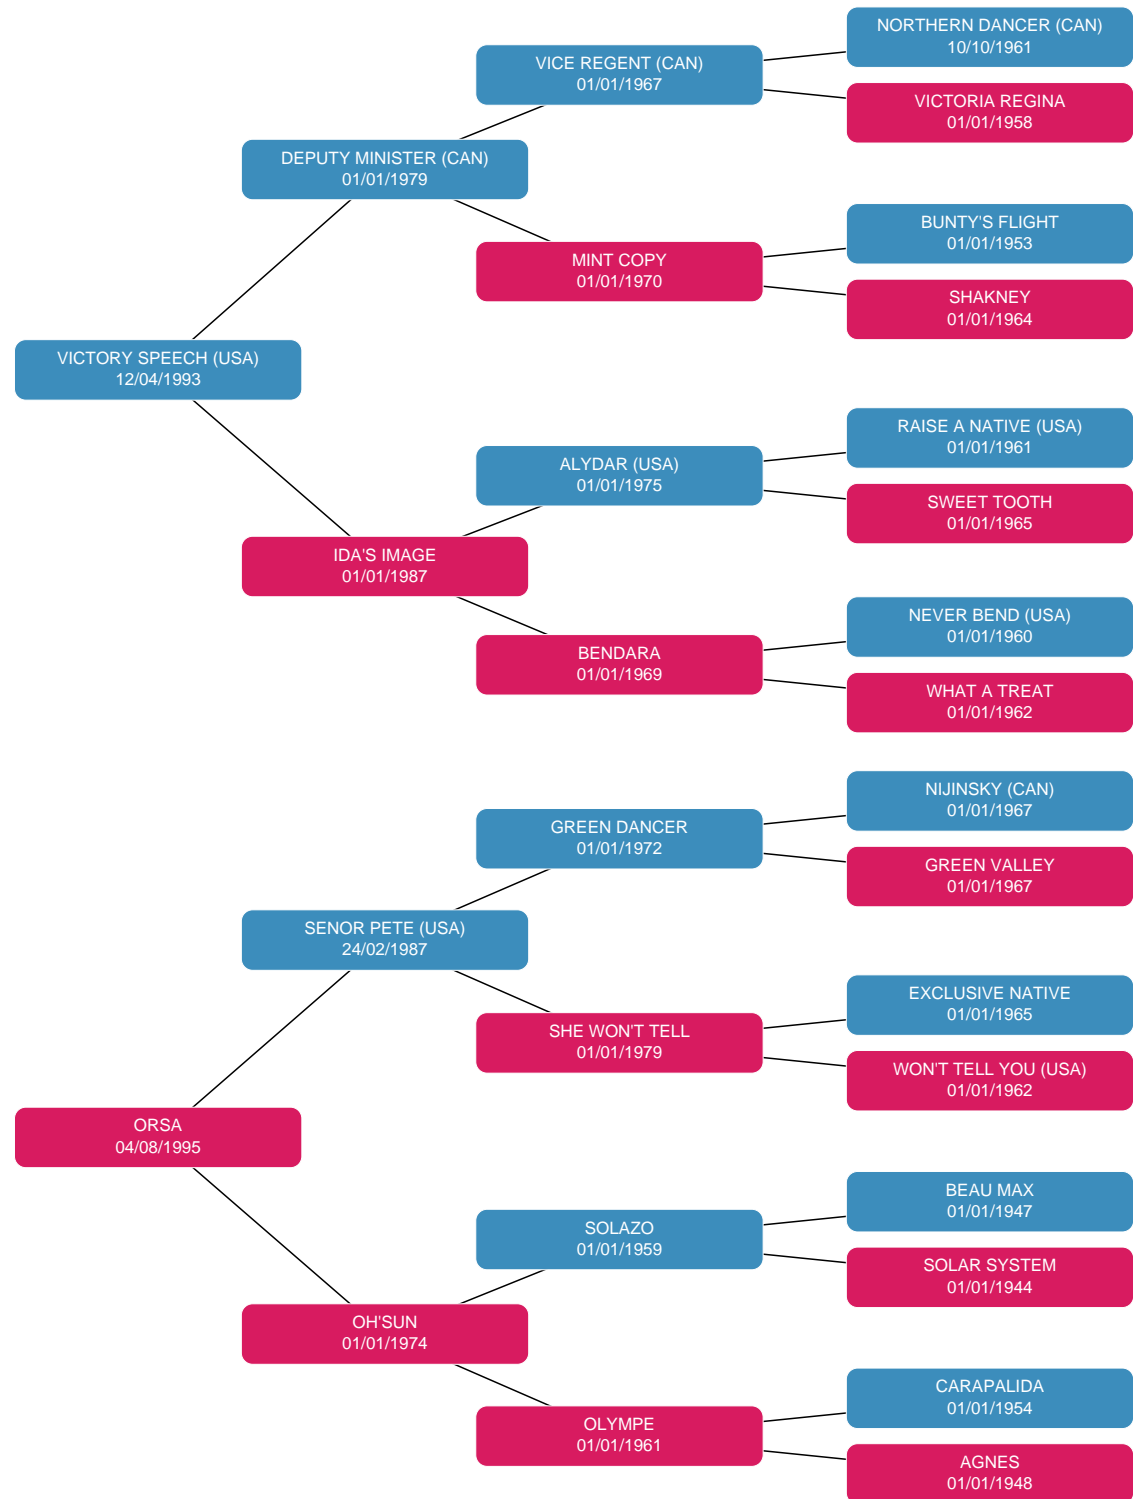 NORTHERN DANCER (CAN)
10/10/1961
VICE REGENT (CAN)
01/01/1967
VICTORIA REGINA
01/01/1958
DEPUTY MINISTER (CAN)
01/01/1979
BUNTY'S FLIGHT
01/01/1953
MINT COPY
01/01/1970
SHAKNEY
01/01/1964
VICTORY SPEECH (USA)
12/04/1993
RAISE A NATIVE (USA)
01/01/1961
ALYDAR (USA)
01/01/1975
SWEET TOOTH
01/01/1965
IDA'S IMAGE
01/01/1987
NEVER BEND (USA)
01/01/1960
BENDARA
01/01/1969
WHAT A TREAT
01/01/1962
NIJINSKY (CAN)
01/01/1967
GREEN DANCER
01/01/1972
GREEN VALLEY
01/01/1967
SENOR PETE (USA)
24/02/1987
EXCLUSIVE NATIVE
01/01/1965
SHE WON'T TELL
01/01/1979
WON'T TELL YOU (USA)
01/01/1962
ORSA
04/08/1995
BEAU MAX
01/01/1947
SOLAZO
01/01/1959
SOLAR SYSTEM
01/01/1944
OH'SUN
01/01/1974
CARAPALIDA
01/01/1954
OLYMPE
01/01/1961
AGNES
01/01/1948